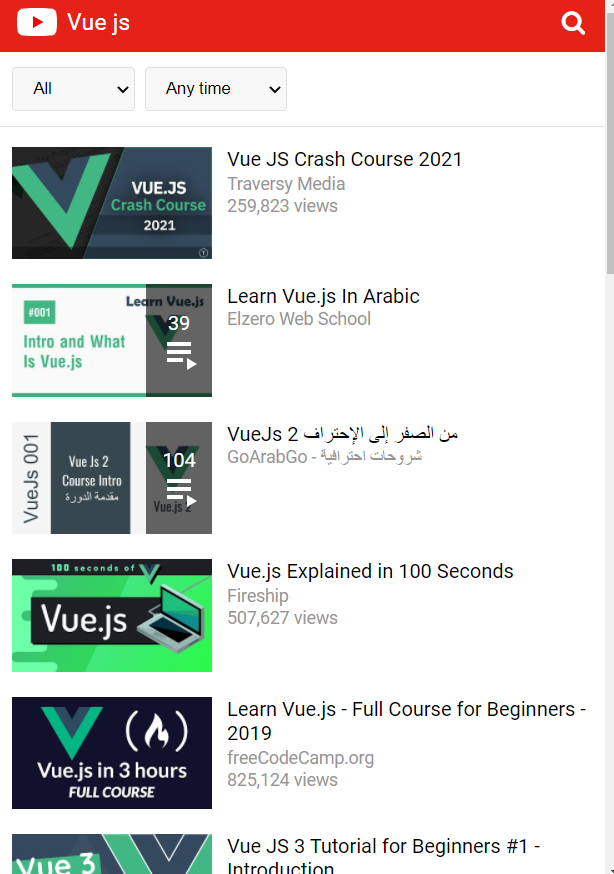 Vue js
All
Any time
VUE.JS
Crash Course
2021
Vue JS Crash Course 2021
Traversy Media
259,823 views
#001
Learn Vue.js
Intro and What
Is Vue.js
39
Learn Vue.js In Arabic
Elzero Web School
VueJs 001
Vue Js 2
Course Intro
مقدمة الدورة
104
Vue.js 2
VueJs 2 من الصفر إلى الإحتراف
GoArabGo - شروحات احترافية
100 seconds of
Vue.js
Vue.js Explained in 100 Seconds
Fireship
507,627 views
Vue.js in 3 hours
FULL COURSE
Learn Vue.js - Full Course for Beginners -
2019
freeCodeCamp.org
825,124 views
Vue 3
Vue JS 3 Tutorial for Beginners #1 -
Introduction